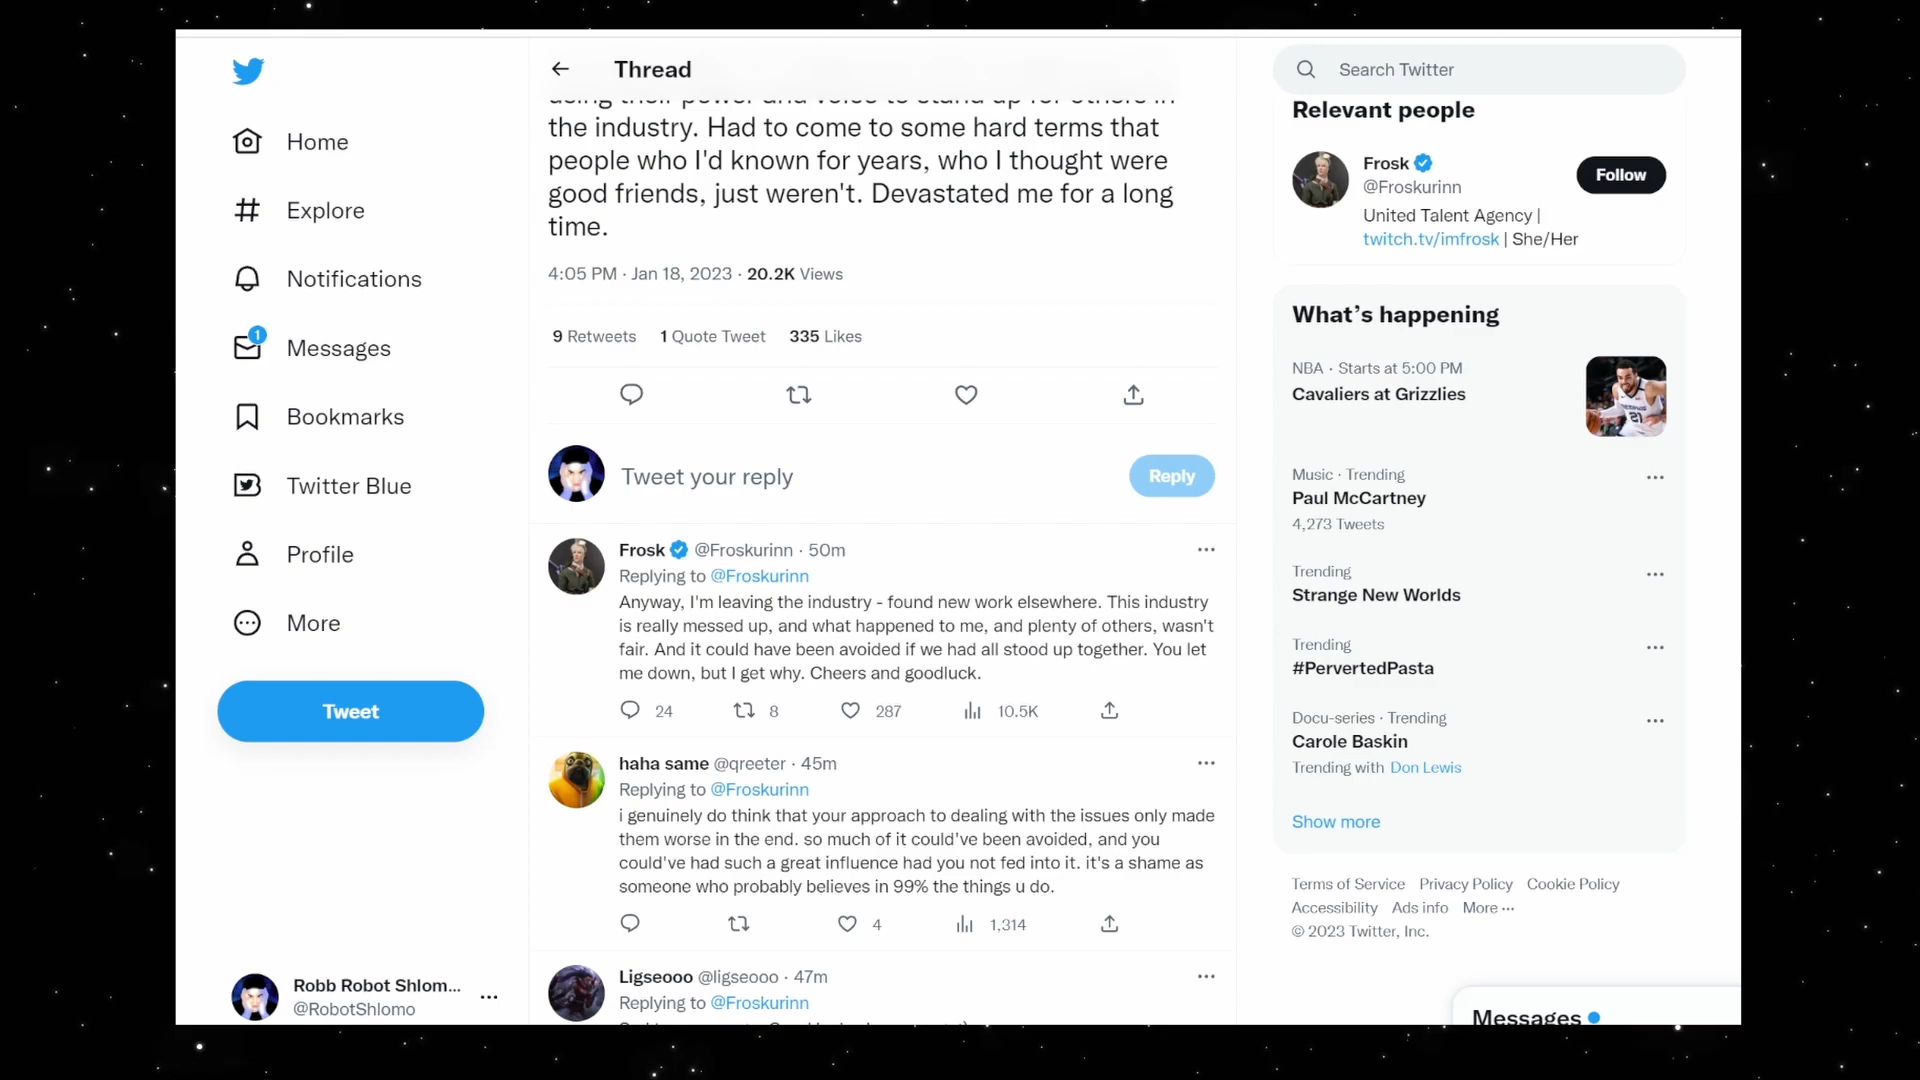 Home
Explore
Notifications
1
Messages
Bookmarks
Twitter Blue
Profile
More
Tweet
Robb Robot Shlom...
@RobotShlomo
Thread
using their power and voice to stand up for others in
the industry. Had to come to some hard terms that
people who I'd known for years, who I thought were
good friends, just weren't. Devastated me for a long
time.
4:05 PM · Jan 18, 2023 · 20.2K Views
9 Retweets 1 Quote Tweet 335 Likes
Tweet your reply
Reply
Frosk @Froskurinn · 50m
Replying to @Froskurinn
Anyway, I'm leaving the industry - found new work elsewhere. This industry
is really messed up, and what happened to me, and plenty of others, wasn't
fair. And it could have been avoided if we had all stood up together. You let
me down, but I get why. Cheers and goodluck.
24 8 287 10.5K
haha same @qreeter · 45m
Replying to @Froskurinn
i genuinely do think that your approach to dealing with the issues only made
them worse in the end. so much of it could've been avoided, and you
could've had such a great influence had you not fed into it. it's a shame as
someone who probably believes in 99% the things u do.
4 1,314
Ligseooo @ligseooo · 47m
Replying to @Froskurinn
Search Twitter
Relevant people
Frosk
@Froskurinn
Follow
United Talent Agency |
twitch.tv/imfrosk | She/Her
What's happening
NBA · Starts at 5:00 PM
Cavaliers at Grizzlies
21
Music · Trending
Paul McCartney
4,273 Tweets
Trending
Strange New Worlds
Trending
#PervertedPasta
Docu-series · Trending
Carole Baskin
Trending with Don Lewis
Show more
Terms of Service Privacy Policy Cookie Policy
Accessibility Ads info More ...
© 2023 Twitter, Inc.
Messages